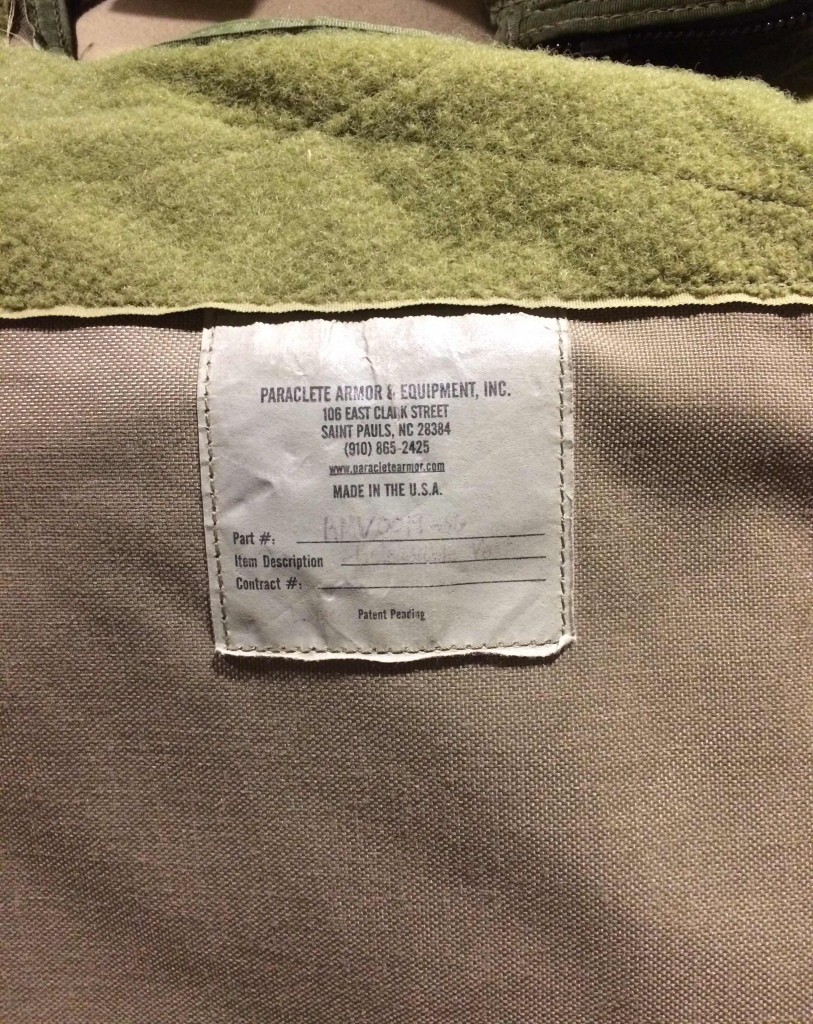 PARACLETE ARMOR & EQUIPMENT, INC.
106 EAST CLARK STREET
SAINT PAULS, NC 28384
(910) 865-2425
www.paracletearmor.com
MADE IN THE U.S.A.
Part #:
Item Description
Contract #:
Patent Pending